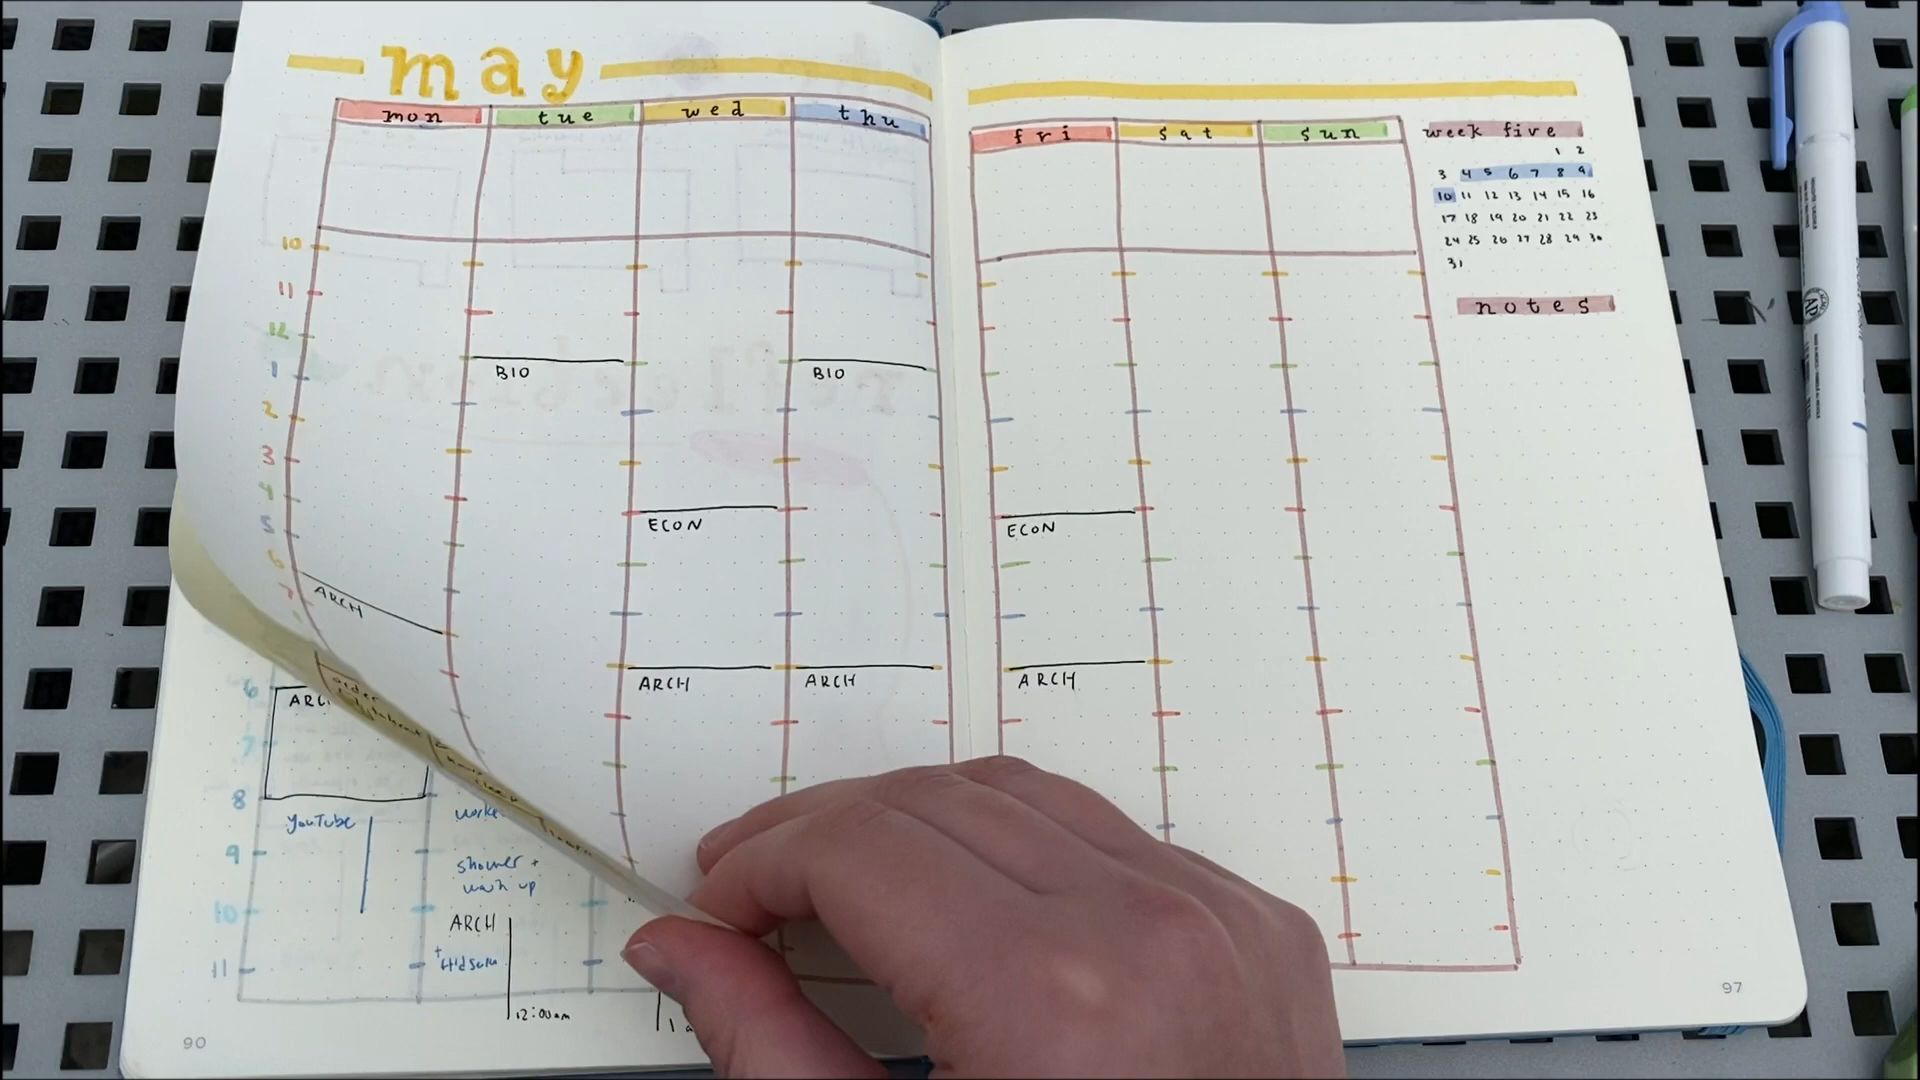 may
mon tue wed thu
fri sat sun
week five
1 2
3 4 5 6 7 8 9
10 11 12 13 14 15 16
17 18 19 20 21 22 23
24 25 26 27 28 29 30
31
notes
10
11
12
1
2
3
4
5
6
7
BIO
BIO
ECON
ECON
ARCH
ARCH
ARCH
ARCH
order
6
7
8
9
10
11
YouTube
shower +
wash up
ARCH
12:00am
1
90
97
AP